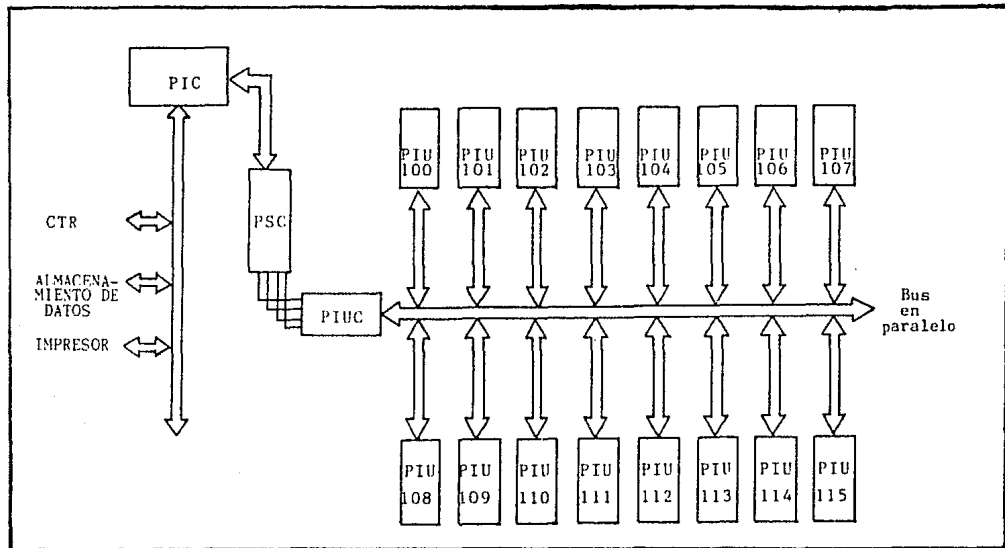 PIC
PIU
100
PIU
101
PIU
102
PIU
103
PIU
104
PIU
105
PIU
106
PIU
107
PSC
CTR
ALMACENA-
MIENTO DE
DATOS
IMPRESOR
PIUC
Bus
en
paralelo
PIU
108
PIU
109
PIU
110
PIU
111
PIU
112
PIU
113
PIU
114
PIU.
115